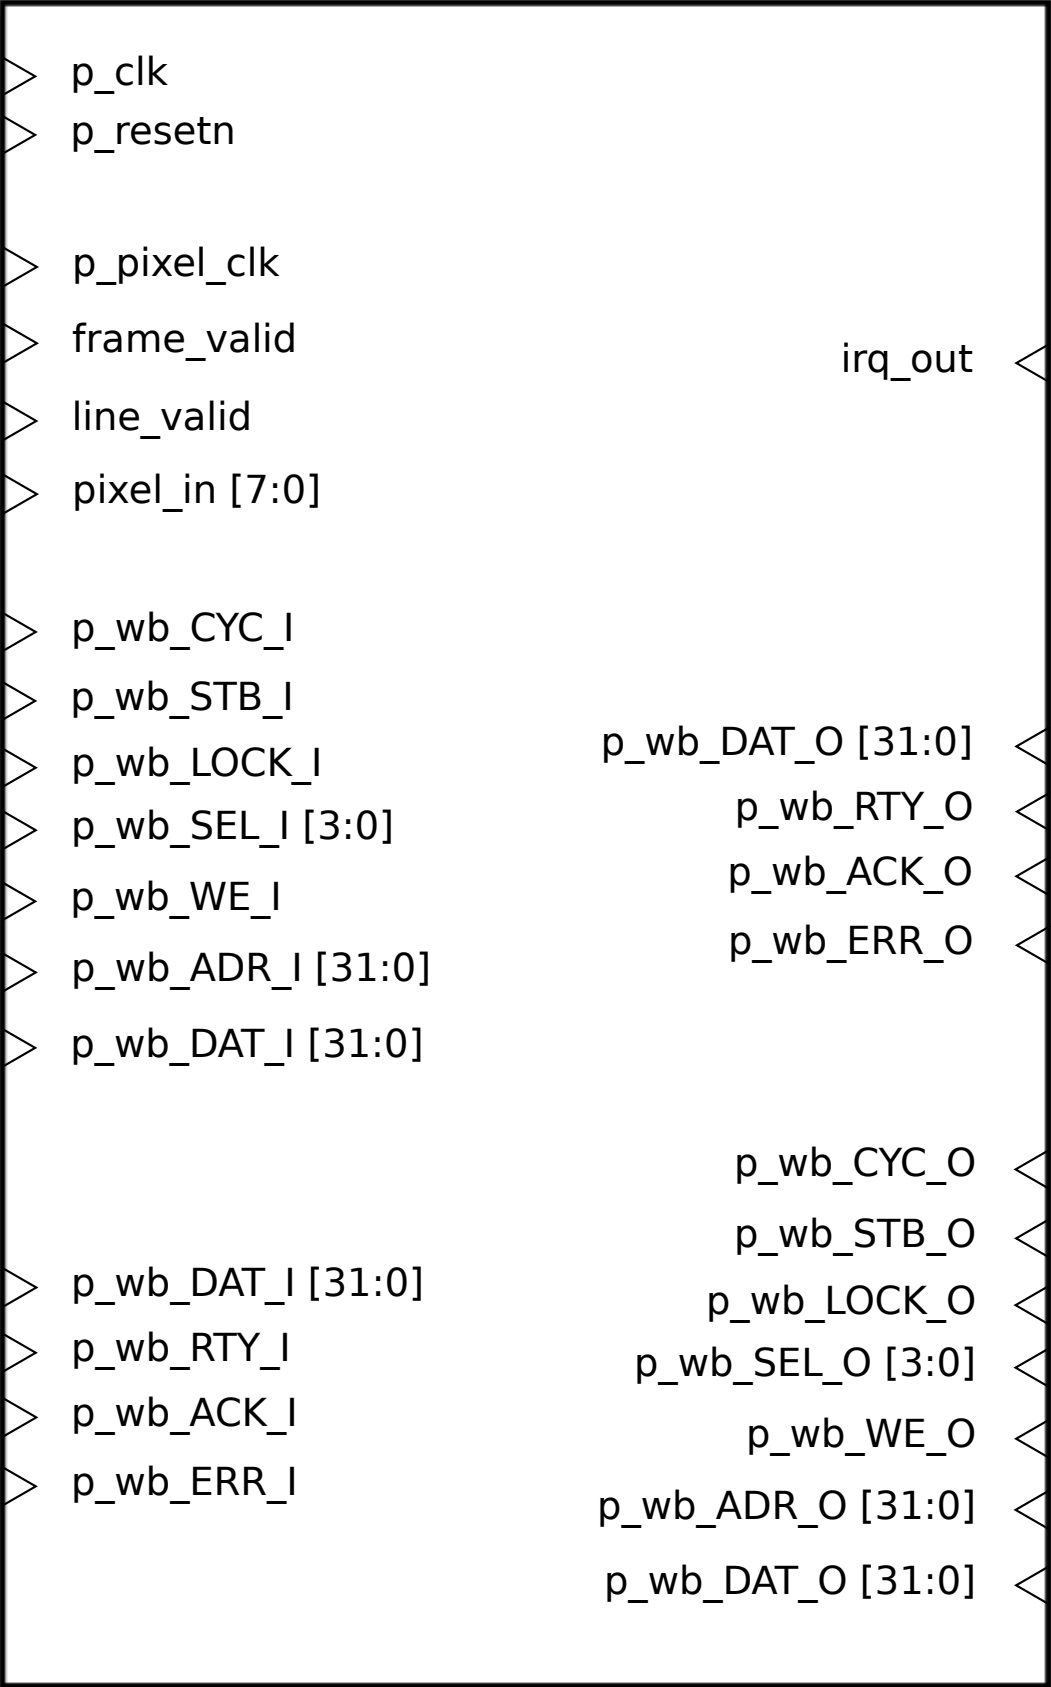 p_clk
p_resetn
p_pixel_clk
frame_valid
irq_out
line_valid
pixel_in [7:0]
p_wb_CYC_I
p_wb_STB_I
p_wb_LOCK_I
p_wb_SEL_I [3:0]
p_wb_WE_I
p_wb_ADR_I [31:0]
p_wb_DAT_I [31:0]
p_wb_DAT_O [31:0]
p_wb_RTY_O
p_wb_ACK_O
p_wb_ERR_O
p_wb_DAT_I [31:0]
p_wb_RTY_I
p_wb_ACK_I
p_wb_ERR_I
p_wb_CYC_O
p_wb_STB_O
p_wb_LOCK_O
p_wb_SEL_O [3:0]
p_wb_WE_O
p_wb_ADR_O [31:0]
p_wb_DAT_O [31:0]